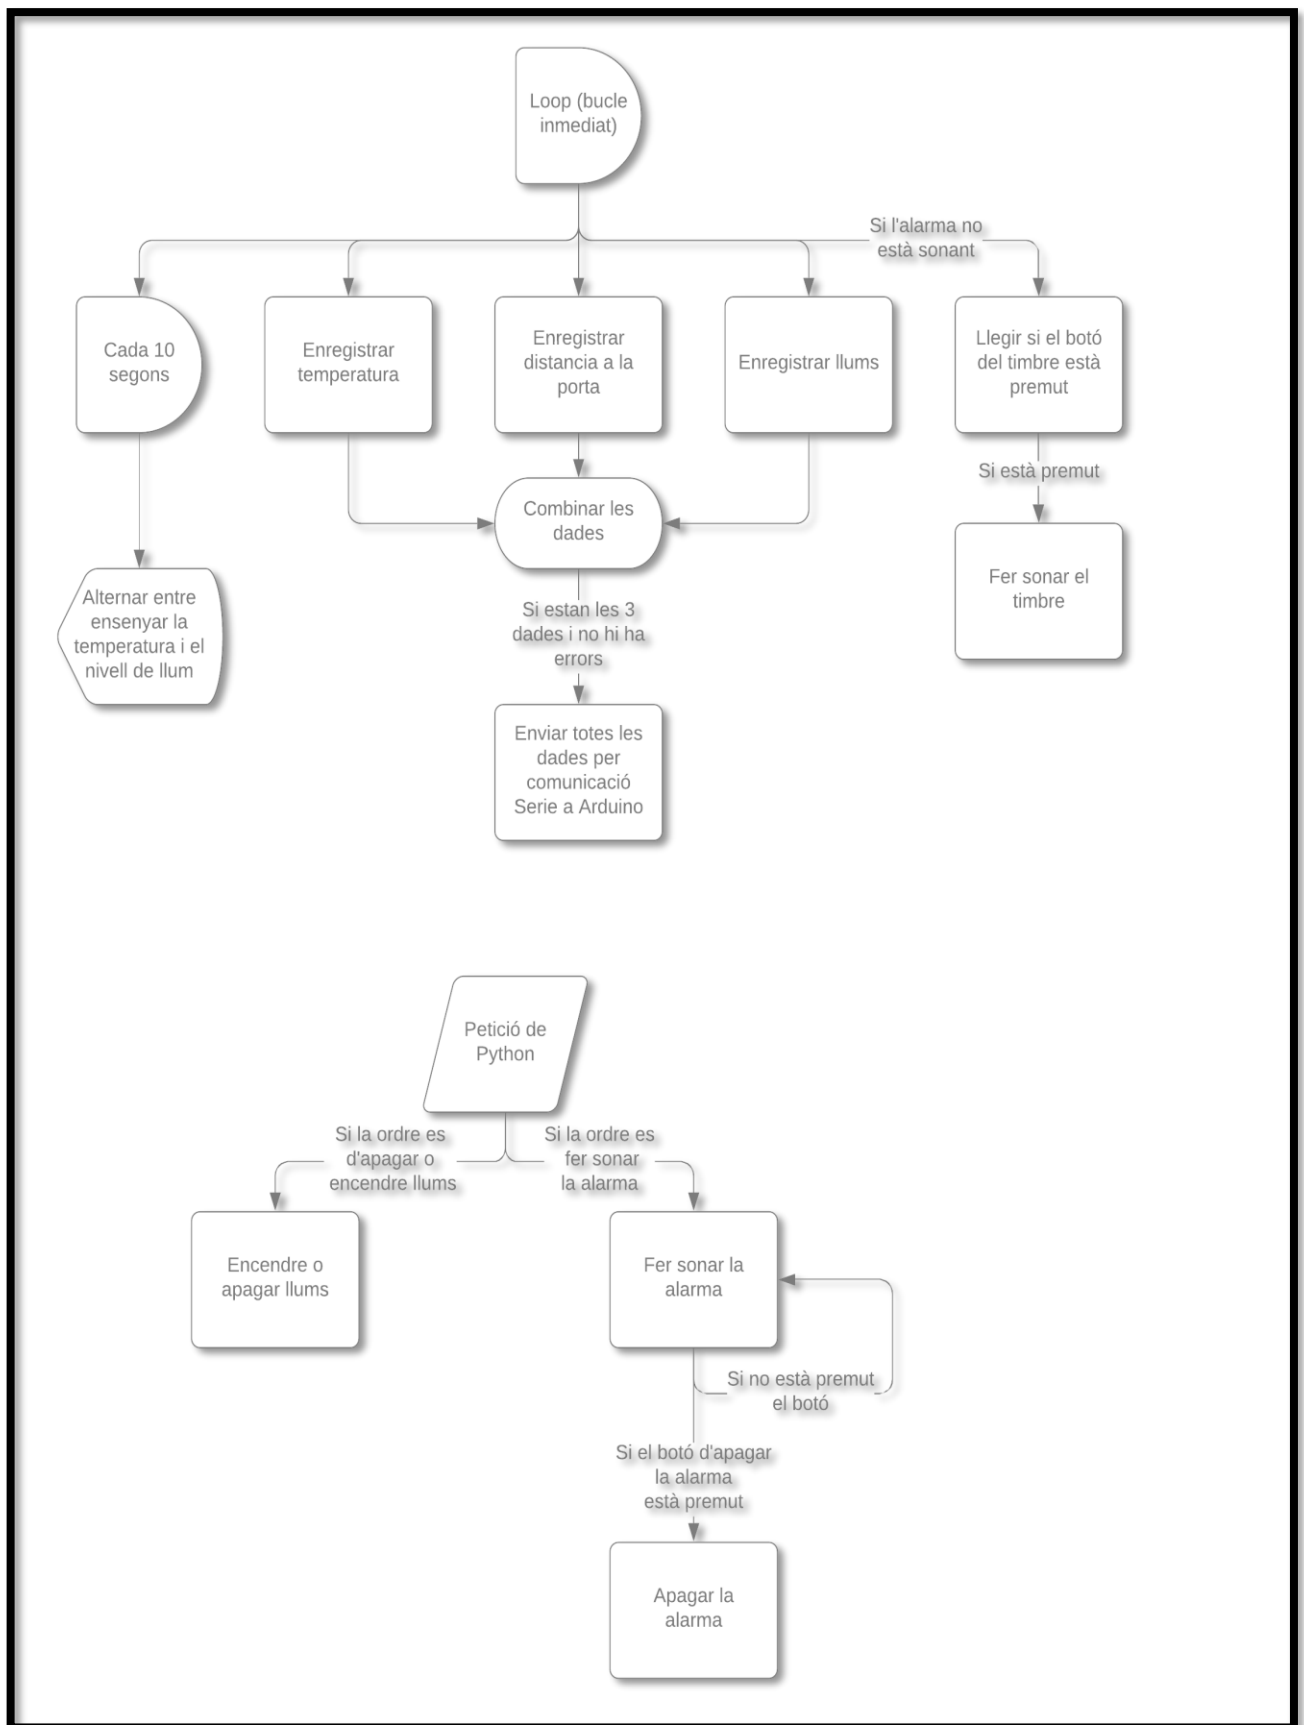 Loop (bucle
inmediat)
Si l'alarma no
està sonant
Cada 10
segons
Enregistrar
temperatura
Enregistrar
distancia a la
porta
Enregistrar llums
Llegir si el botó
del timbre està
premut
Si està premut
Combinar les
dades
Fer sonar el
timbre
Alternar entre
ensenyar la
temperatura i el
nivell de llum
Si estan les 3
dades i no hi ha
errors
Enviar totes les
dades per
comunicació
Serie a Arduino
Petició de
Python
Si la ordre es
d'apagar o
encendre llums
Si la ordre es
fer sonar
la alarma
Encendre o
apagar llums
Fer sonar la
alarma
Si no està premut
el botó
Si el botó d'apagar
la alarma
està premut
Apagar la
alarma